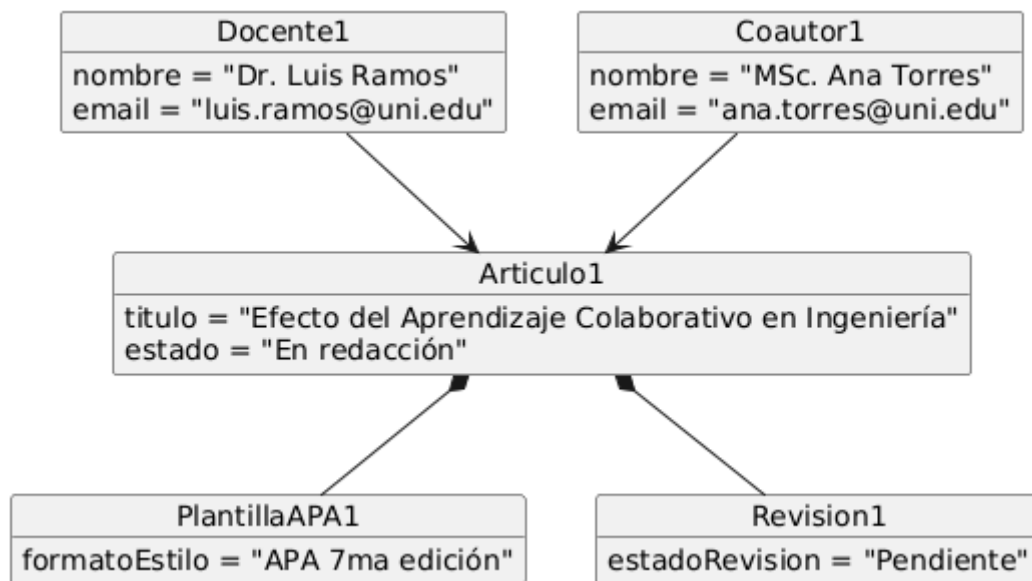 Docente1
nombre = "Dr. Luis Ramos"
email = "luis.ramos@uni.edu"
Coautor1
nombre = "MSc. Ana Torres"
email = "ana.torres@uni.edu"
Articulo1
titulo = "Efecto del Aprendizaje Colaborativo en Ingeniería"
estado = "En redacción"
PlantillaAPA1
formatoEstilo = "APA 7ma edición"
Revision1
estadoRevision = "Pendiente"